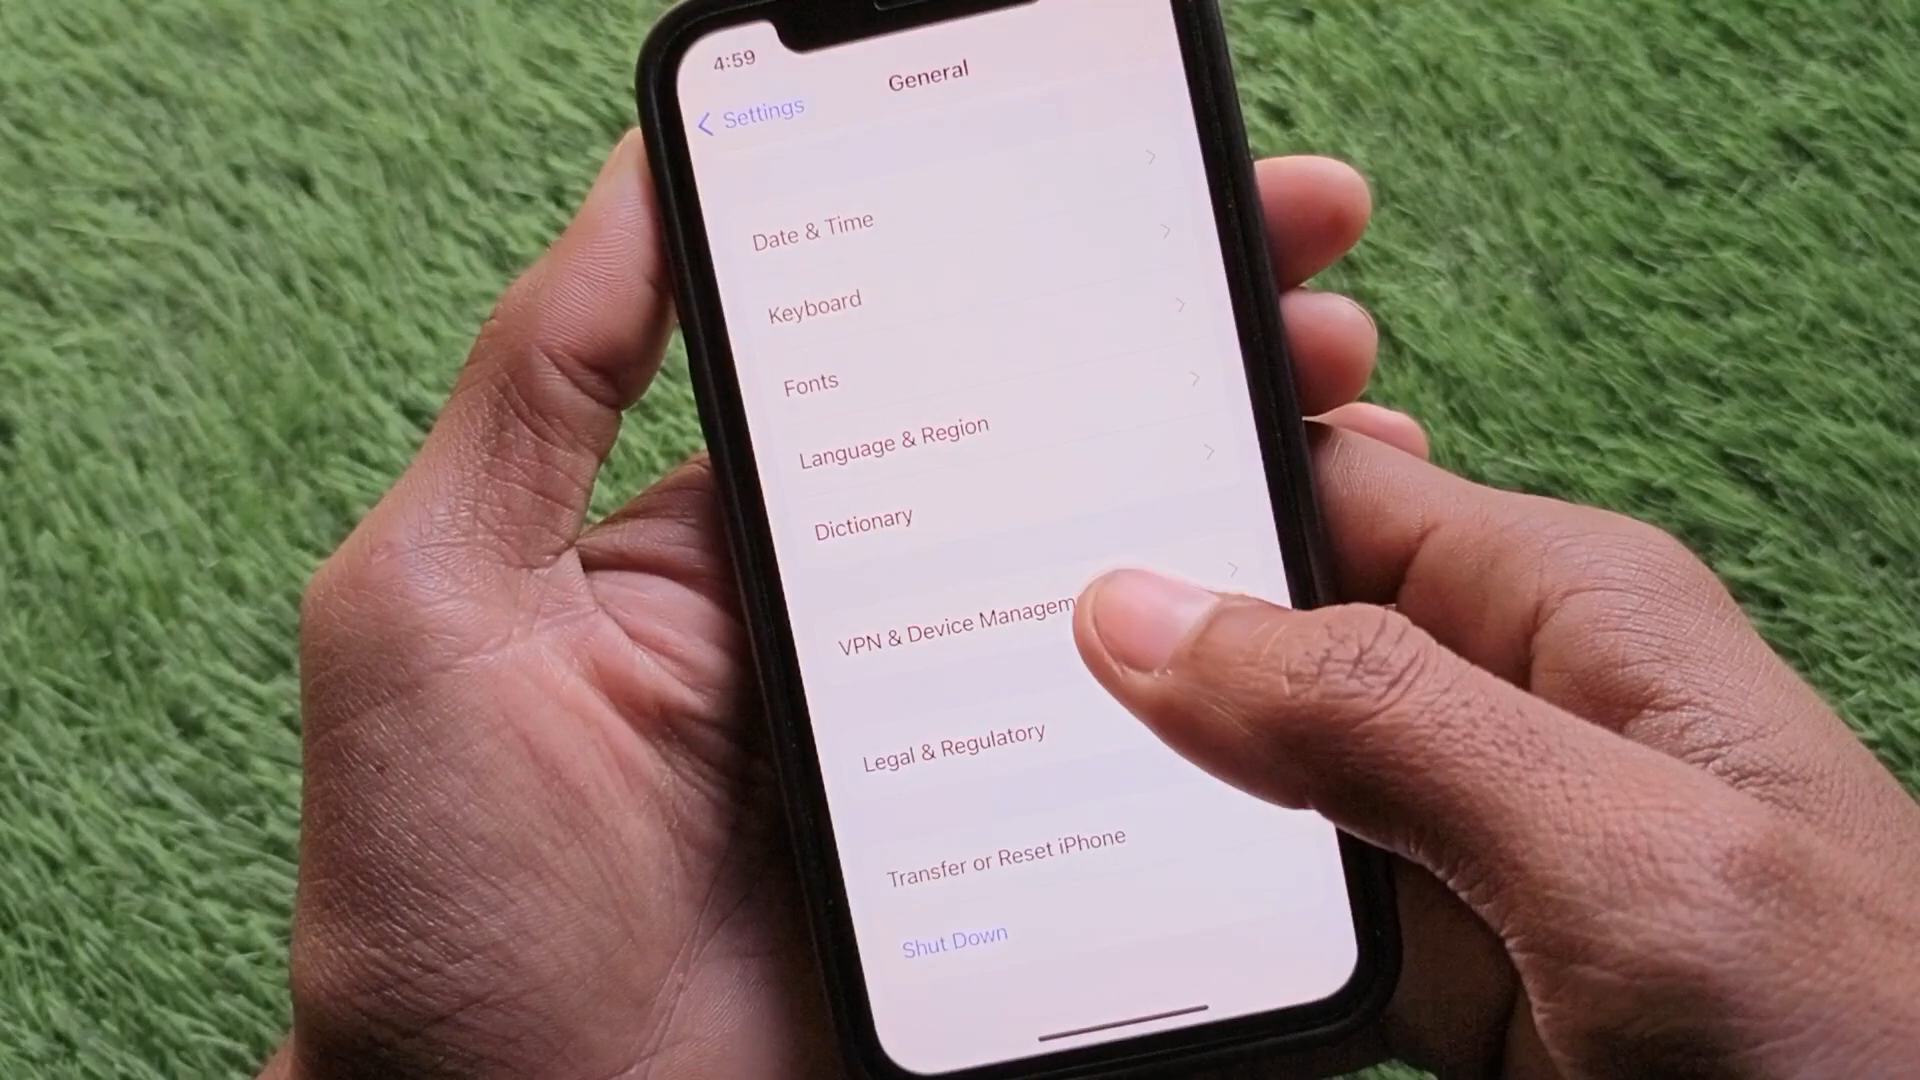 4:59
Settings
General
Date & Time
Keyboard
Fonts
Language & Region
Dictionary
VPN & Device Managem
Legal & Regulatory
Transfer or Reset iPhone
Shut Down